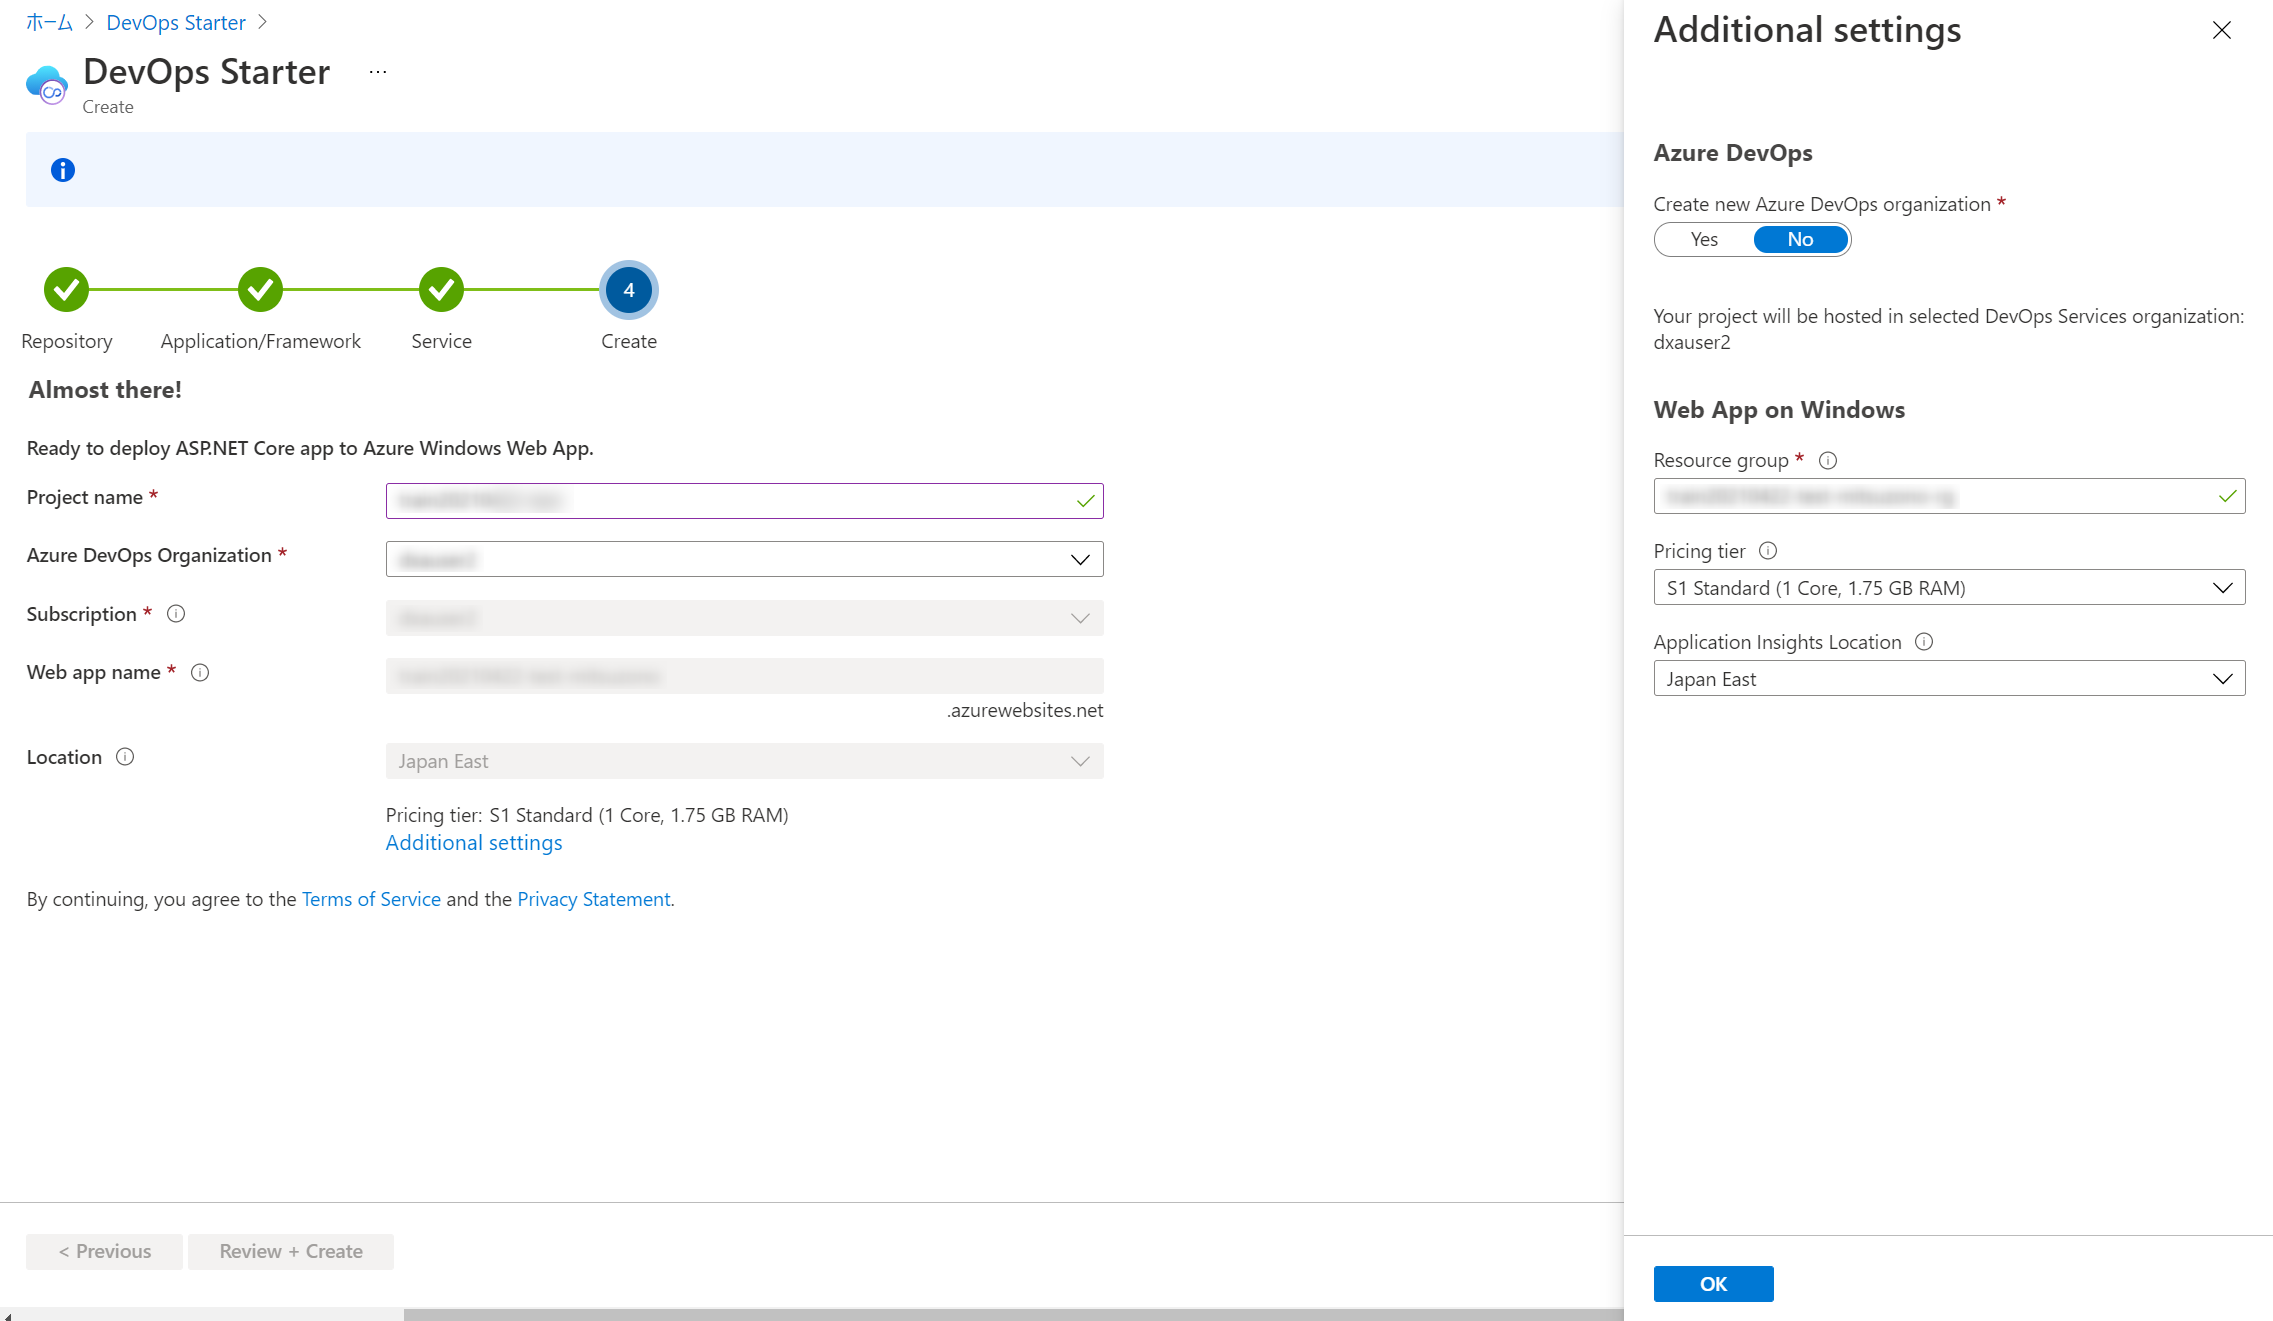 ホーム > DevOps Starter >
DevOps Starter ...
Create
Repository
Application/Framework
Service
4
Create
Almost there!
Ready to deploy ASP.NET Core app to Azure Windows Web App.
Project name *
Azure DevOps Organization *
Subscription *
Web app name *
.azurewebsites.net
Location
Japan East
Pricing tier: S1 Standard (1 Core, 1.75 GB RAM)
Additional settings
By continuing, you agree to the Terms of Service and the Privacy Statement.
< Previous
Review + Create
Additional settings
Azure DevOps
Create new Azure DevOps organization *
Yes No
Your project will be hosted in selected DevOps Services organization:
dxauser2
Web App on Windows
Resource group *
Pricing tier
S1 Standard (1 Core, 1.75 GB RAM)
Application Insights Location
Japan East
OK